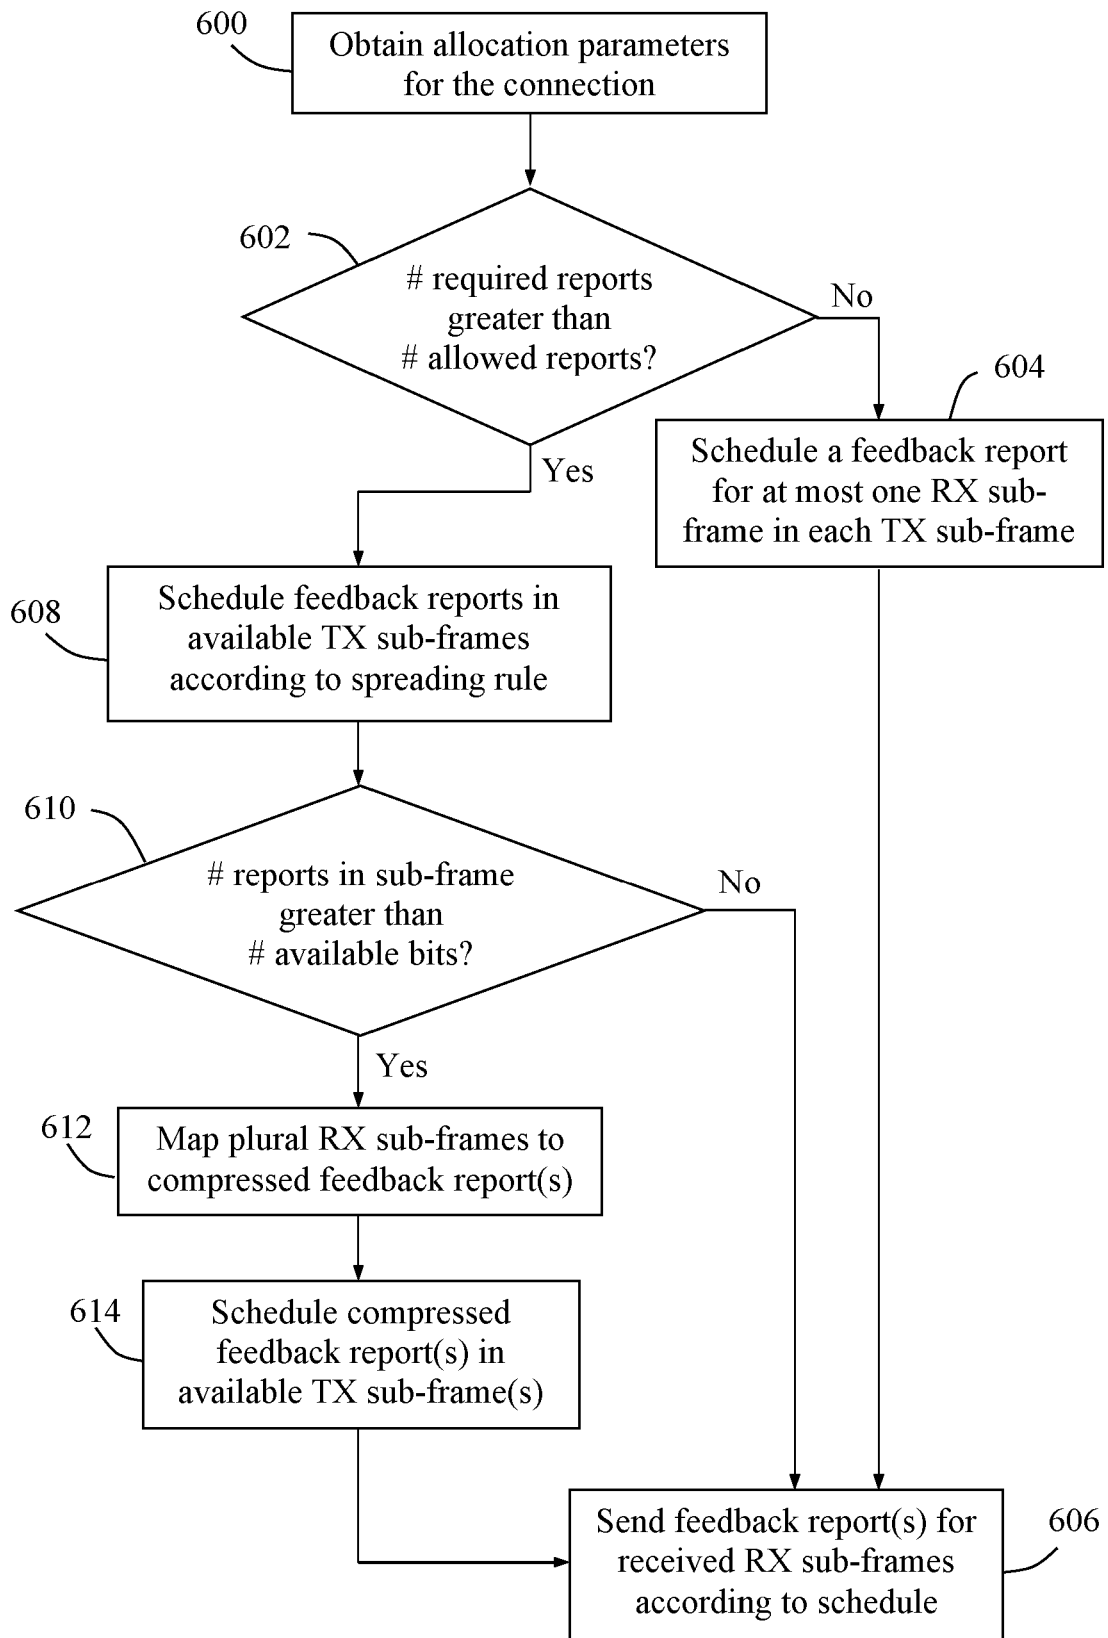 600
Obtain allocation parameters
for the connection
602
# required reports
greater than
# allowed reports?
No
604
Schedule a feedback report
for at most one RX sub-
frame in each TX sub-frame
Yes
608
Schedule feedback reports in
available TX sub-frames
according to spreading rule
610
# reports in sub-frame
greater than
# available bits?
No
Yes
612
Map plural RX sub-frames to
compressed feedback report(s)
614
Schedule compressed
feedback report(s) in
available TX sub-frame(s)
Send feedback report(s) for
received RX sub-frames
according to schedule
606